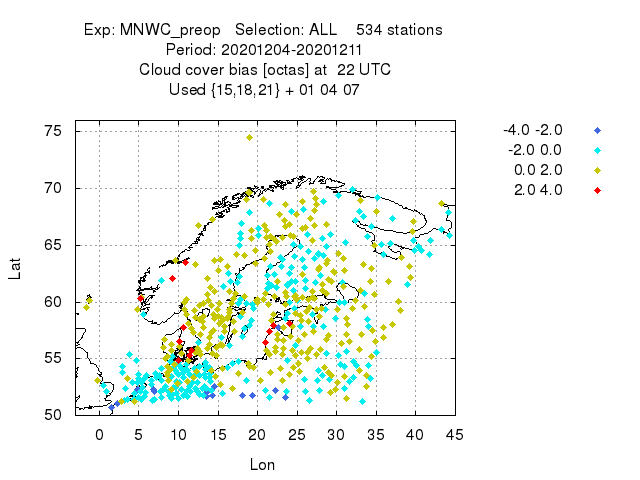 Exp: MNWC_preop   Selection: ALL    534 stations
Period: 20201204-20201211
Cloud cover bias [octas] at  22 UTC
Used {15,18,21} + 01 04 07
-4.0 -2.0
-2.0 0.0
0.0 2.0
2.0 4.0
75
70
65
60
55
50
Lat
0 5 10 15 20 25 30 35 40 45
Lon